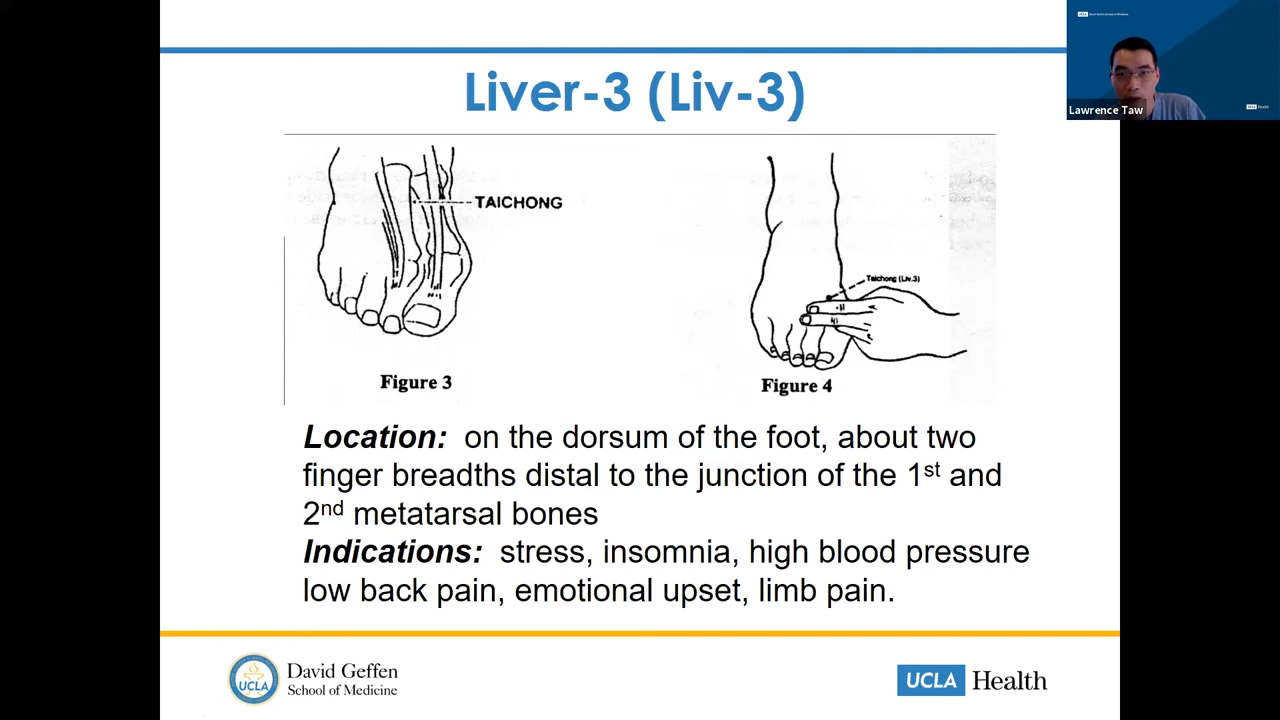 Liver-3 (Liv-3)
Lawrence Taw
TAICHONG
Taichong (Liv.3)
Figure 3
Figure 4
Location: on the dorsum of the foot, about two
finger breadths distal to the junction of the 1st and
2nd metatarsal bones
Indications: stress, insomnia, high blood pressure
low back pain, emotional upset, limb pain.
UCLA
David Geffen
School of Medicine
UCLA Health